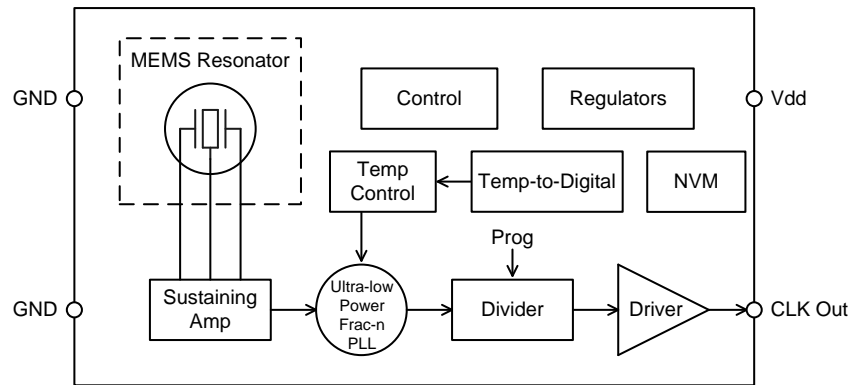 MEMS Resonator
GND
Control
Regulators
Vdd
Temp
Control
Temp-to-Digital
NVM
Prog
GND
Sustaining
Amp
Ultra-low
Power
Frac-n
PLL
Divider
Driver
CLK Out